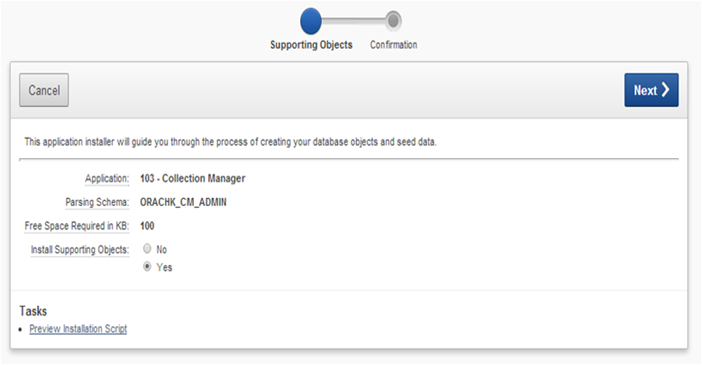 Supporting Objects Confirmation
Cancel Next
This application installer will guide you through the process of creating your database objects and seed data.
Application: 103 - Collection Manager
Parsing Schema: ORACHK_CM_ADMIN
Free Space Required in KB: 100
Install Supporting Objects: No
Yes
Tasks
Preview Installation Script